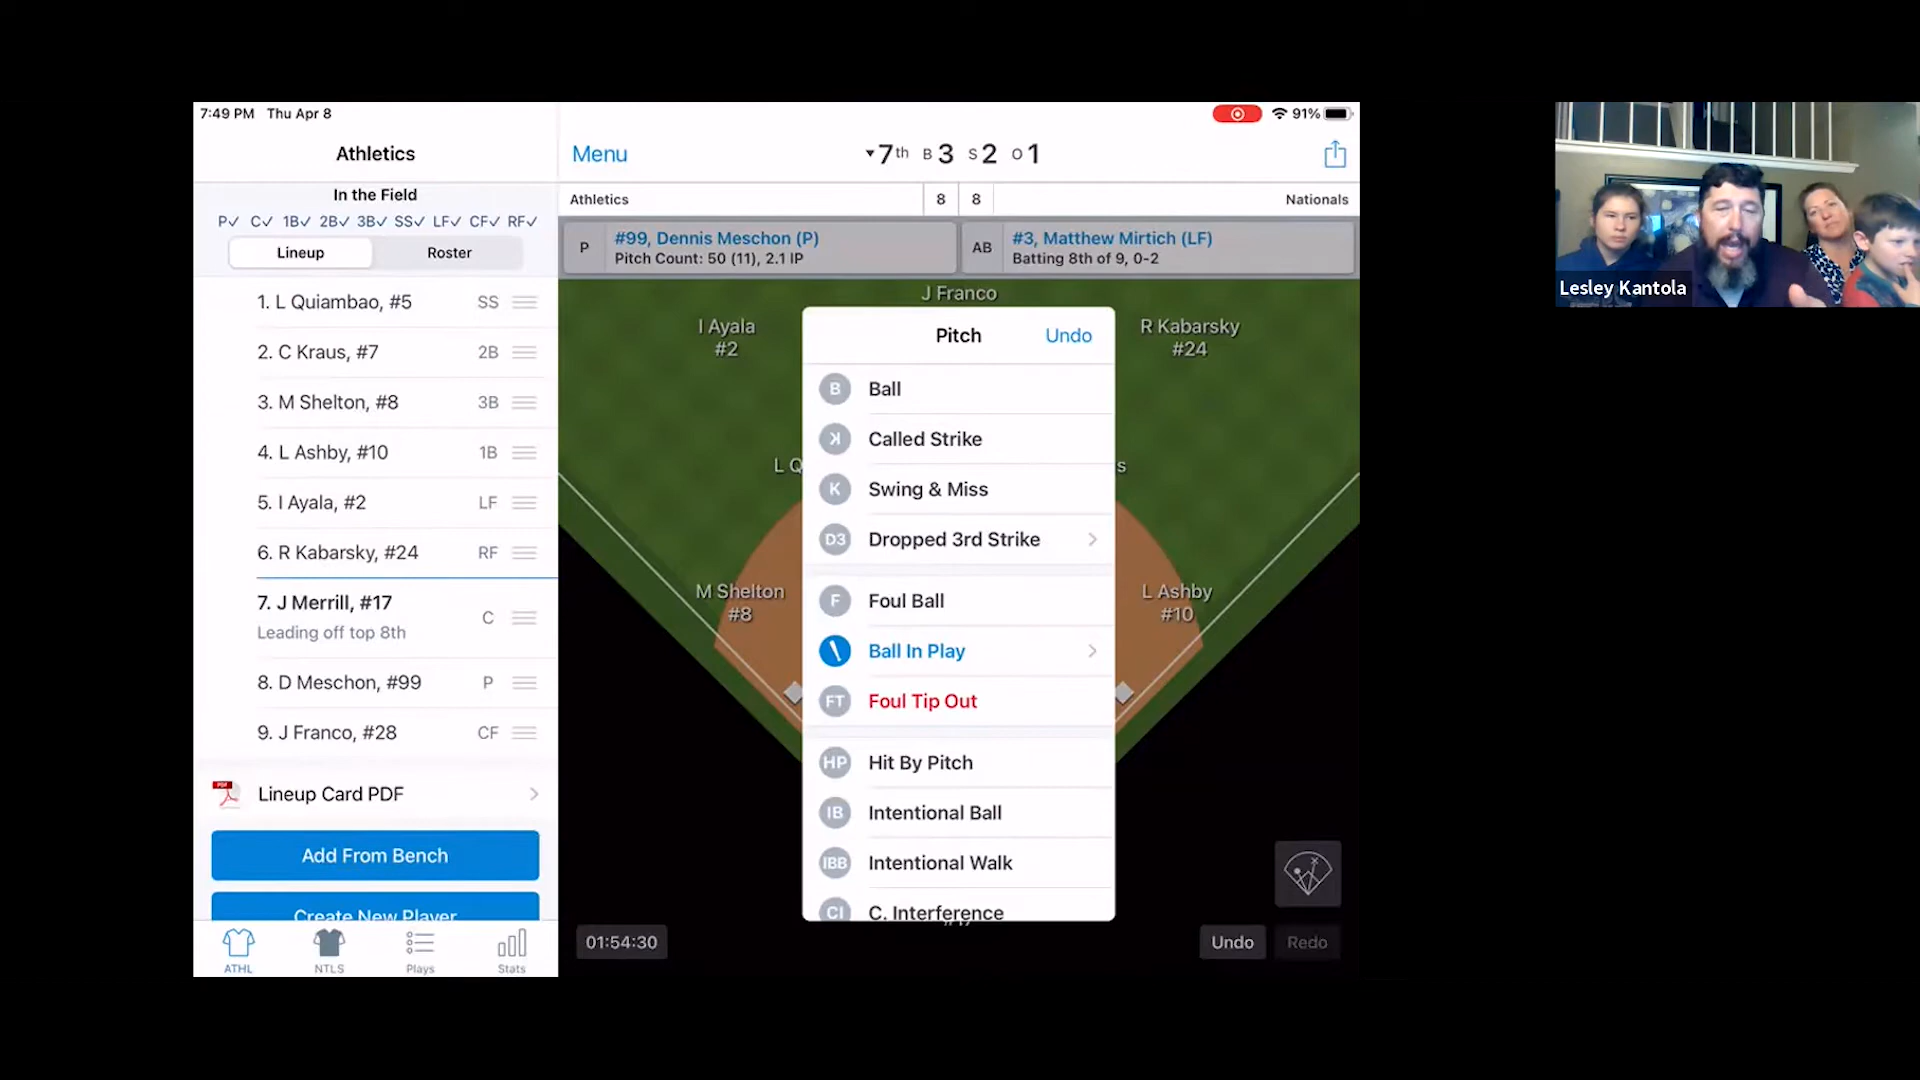 7:49 PM Thu Apr 8
91%
Athletics
In the Field
P✓ C✓ 1B✓ 2B✓ 3B✓ SS✓ LF✓ CF✓ RF✓
Lineup Roster
1. L Quiambao, #5 SS
2. C Kraus, #7 2B
3. M Shelton, #8 3B
4. L Ashby, #10 1B
5. I Ayala, #2 LF
6. R Kabarsky, #24 RF
7. J Merrill, #17 C
Leading off top 8th
8. D Meschon, #99 P
9. J Franco, #28 CF
PDF
Lineup Card PDF
Add From Bench
Create New Player
ATHL NTLS Plays Stats
Menu ▾7th B 3 S 2 O 1
Athletics 8 8 Nationals
P #99, Dennis Meschon (P)
Pitch Count: 50 (11), 2.1 IP
AB #3, Matthew Mirtich (LF)
Batting 8th of 9, 0-2
J Franco
I Ayala
#2
R Kabarsky
#24
L Q
s
M Shelton
#8
L Ashby
#10
Pitch Undo
B Ball
ꓘ Called Strike
K Swing & Miss
D3 Dropped 3rd Strike
F Foul Ball
Ball In Play
FT Foul Tip Out
HP Hit By Pitch
IB Intentional Ball
IBB Intentional Walk
CI C. Interference
01:54:30
Undo Redo
Lesley Kantola